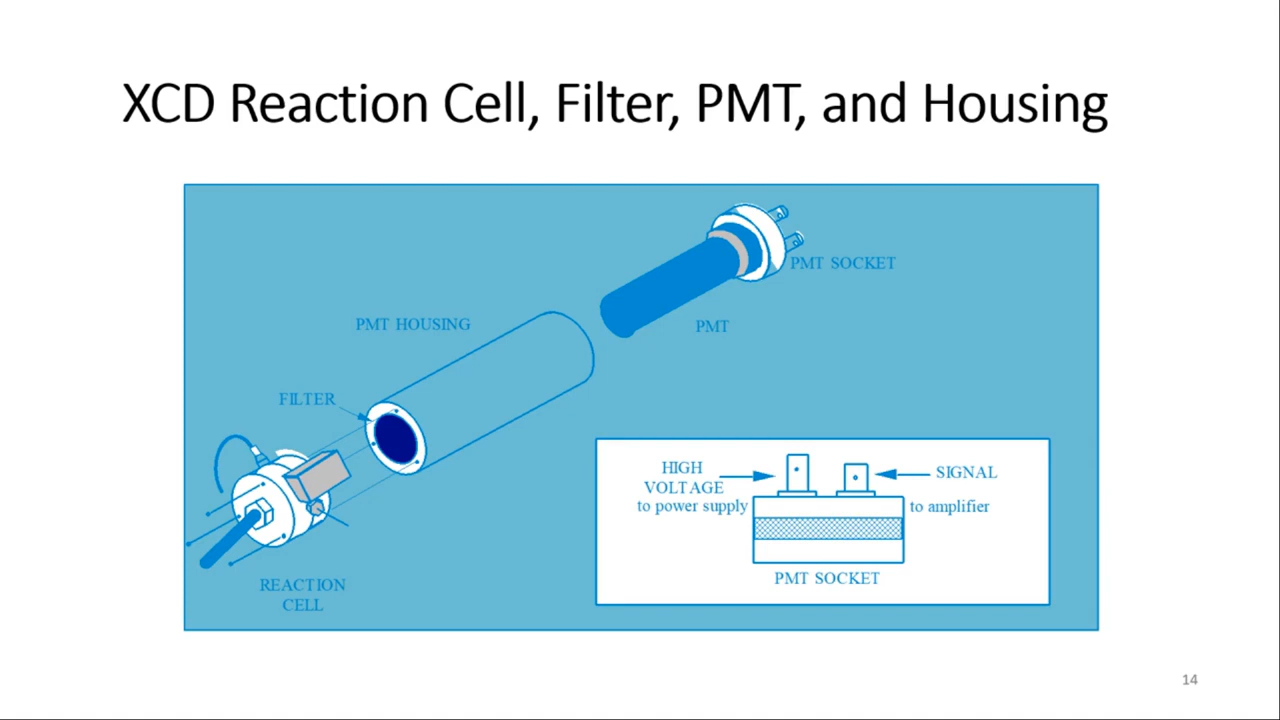 XCD Reaction Cell, Filter, PMT, and Housing
PMT SOCKET
PMT HOUSING
PMT
FILTER
REACTION
CELL
HIGH
VOLTAGE
to power supply
SIGNAL
to amplifier
PMT SOCKET
14